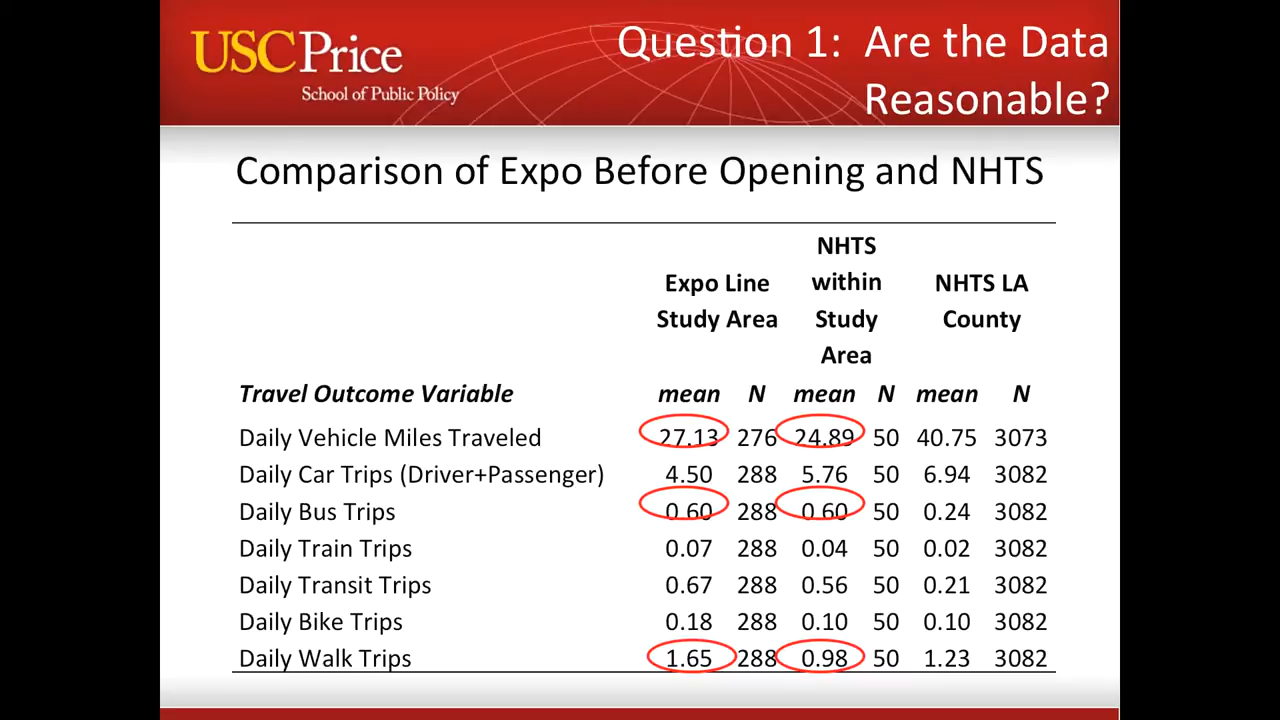 USCPrice
School of Public Policy
Question 1: Are the Data
Reasonable?
Comparison of Expo Before Opening and NHTS
Expo Line
Study Area
NHTS
within
Study
Area
NHTS LA
County
Travel Outcome Variable mean N mean N mean N
Daily Vehicle Miles Traveled 27.13 276 24.89 50 40.75 3073
Daily Car Trips (Driver+Passenger) 4.50 288 5.76 50 6.94 3082
Daily Bus Trips 0.60 288 0.60 50 0.24 3082
Daily Train Trips 0.07 288 0.04 50 0.02 3082
Daily Transit Trips 0.67 288 0.56 50 0.21 3082
Daily Bike Trips 0.18 288 0.10 50 0.10 3082
Daily Walk Trips 1.65 288 0.98 50 1.23 3082